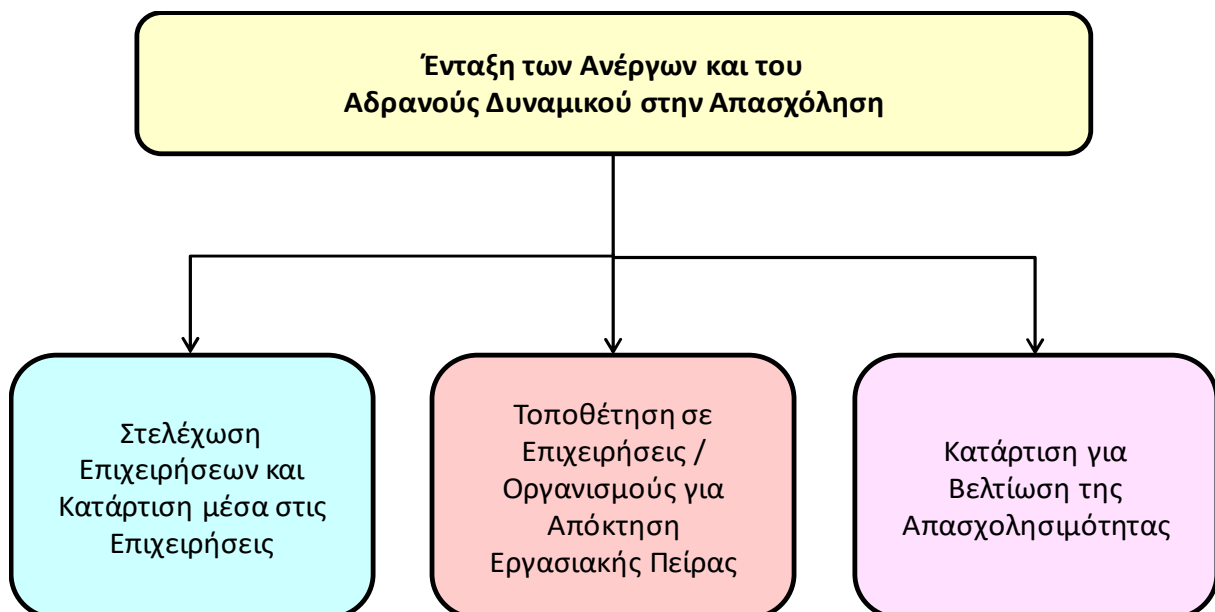 Ένταξη των Ανέργων και του
Αδρανούς Δυναμικού στην Απασχόληση
Στελέχωση
Επιχειρήσεων και
Κατάρτιση μέσα στις
Επιχειρήσεις
Τοποθέτηση σε
Επιχειρήσεις /
Οργανισμούς για
Απόκτηση
Εργασιακής Πείρας
Κατάρτιση για
Βελτίωση της
Απασχολησιμότητας